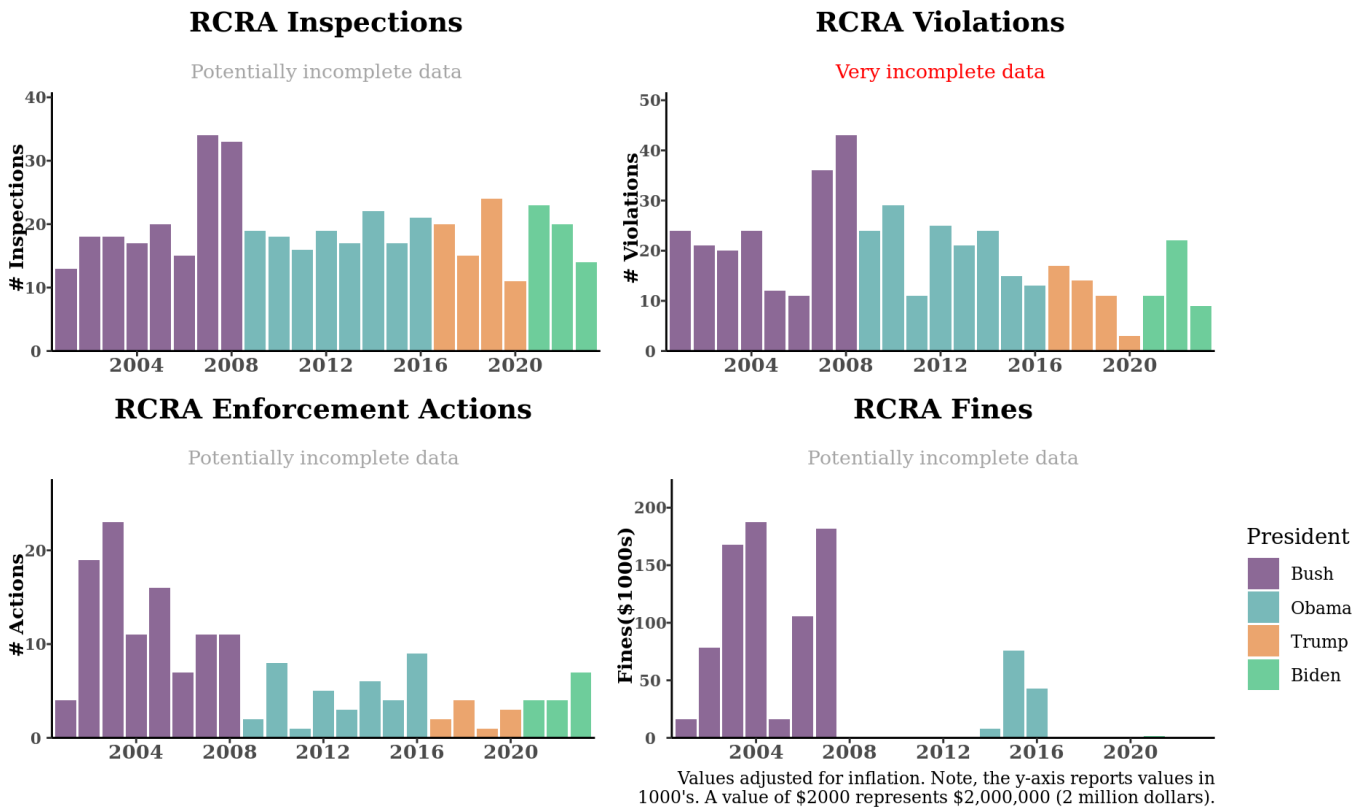 RCRA Inspections
Potentially incomplete data
# Inspections
40
30
20
10
0
2004
2008
2012
2016
2020
RCRA Violations
Very incomplete data
# Violations
50
40
30
20
10
0
2004
2008
2012
2016
2020
RCRA Enforcement Actions
Potentially incomplete data
# Actions
20
10
0
2004
2008
2012
2016
2020
RCRA Fines
Potentially incomplete data
Fines($1000s)
200
150
100
50
0
2004
2008
2012
2016
2020
President
Bush
Obama
Trump
Biden
Values adjusted for inflation. Note, the y-axis reports values in
1000's. A value of $2000 represents $2,000,000 (2 million dollars).